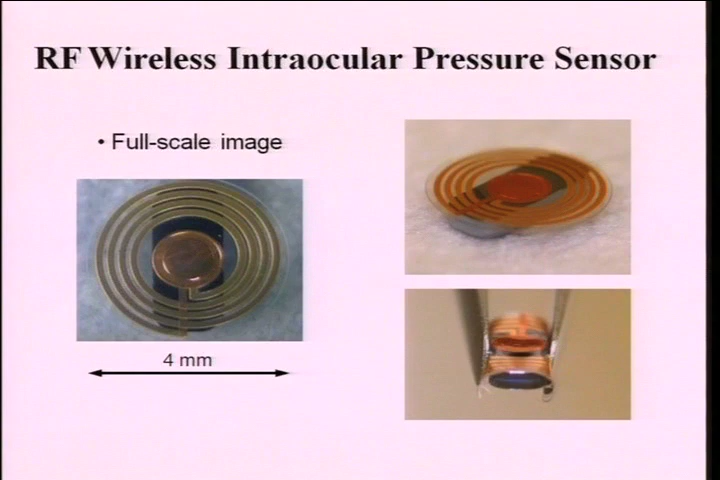 RF Wireless Intraocular Pressure Sensor
• Full-scale image
4 mm